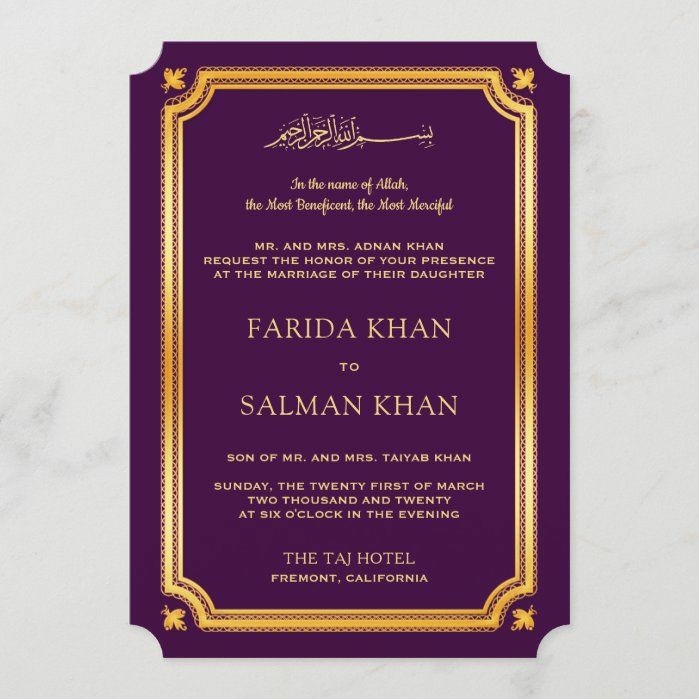 بسم الله الرحمن الرحيم
In the name of Allah,
the Most Beneficent, the Most Merciful
MR. AND MRS. ADNAN KHAN
REQUEST THE HONOR OF YOUR PRESENCE
AT THE MARRIAGE OF THEIR DAUGHTER
FARIDA KHAN
TO
SALMAN KHAN
SON OF MR. AND MRS. TAIYAB KHAN
SUNDAY, THE TWENTY FIRST OF MARCH
TWO THOUSAND AND TWENTY
AT SIX O'CLOCK IN THE EVENING
THE TAJ HOTEL
FREMONT, CALIFORNIA